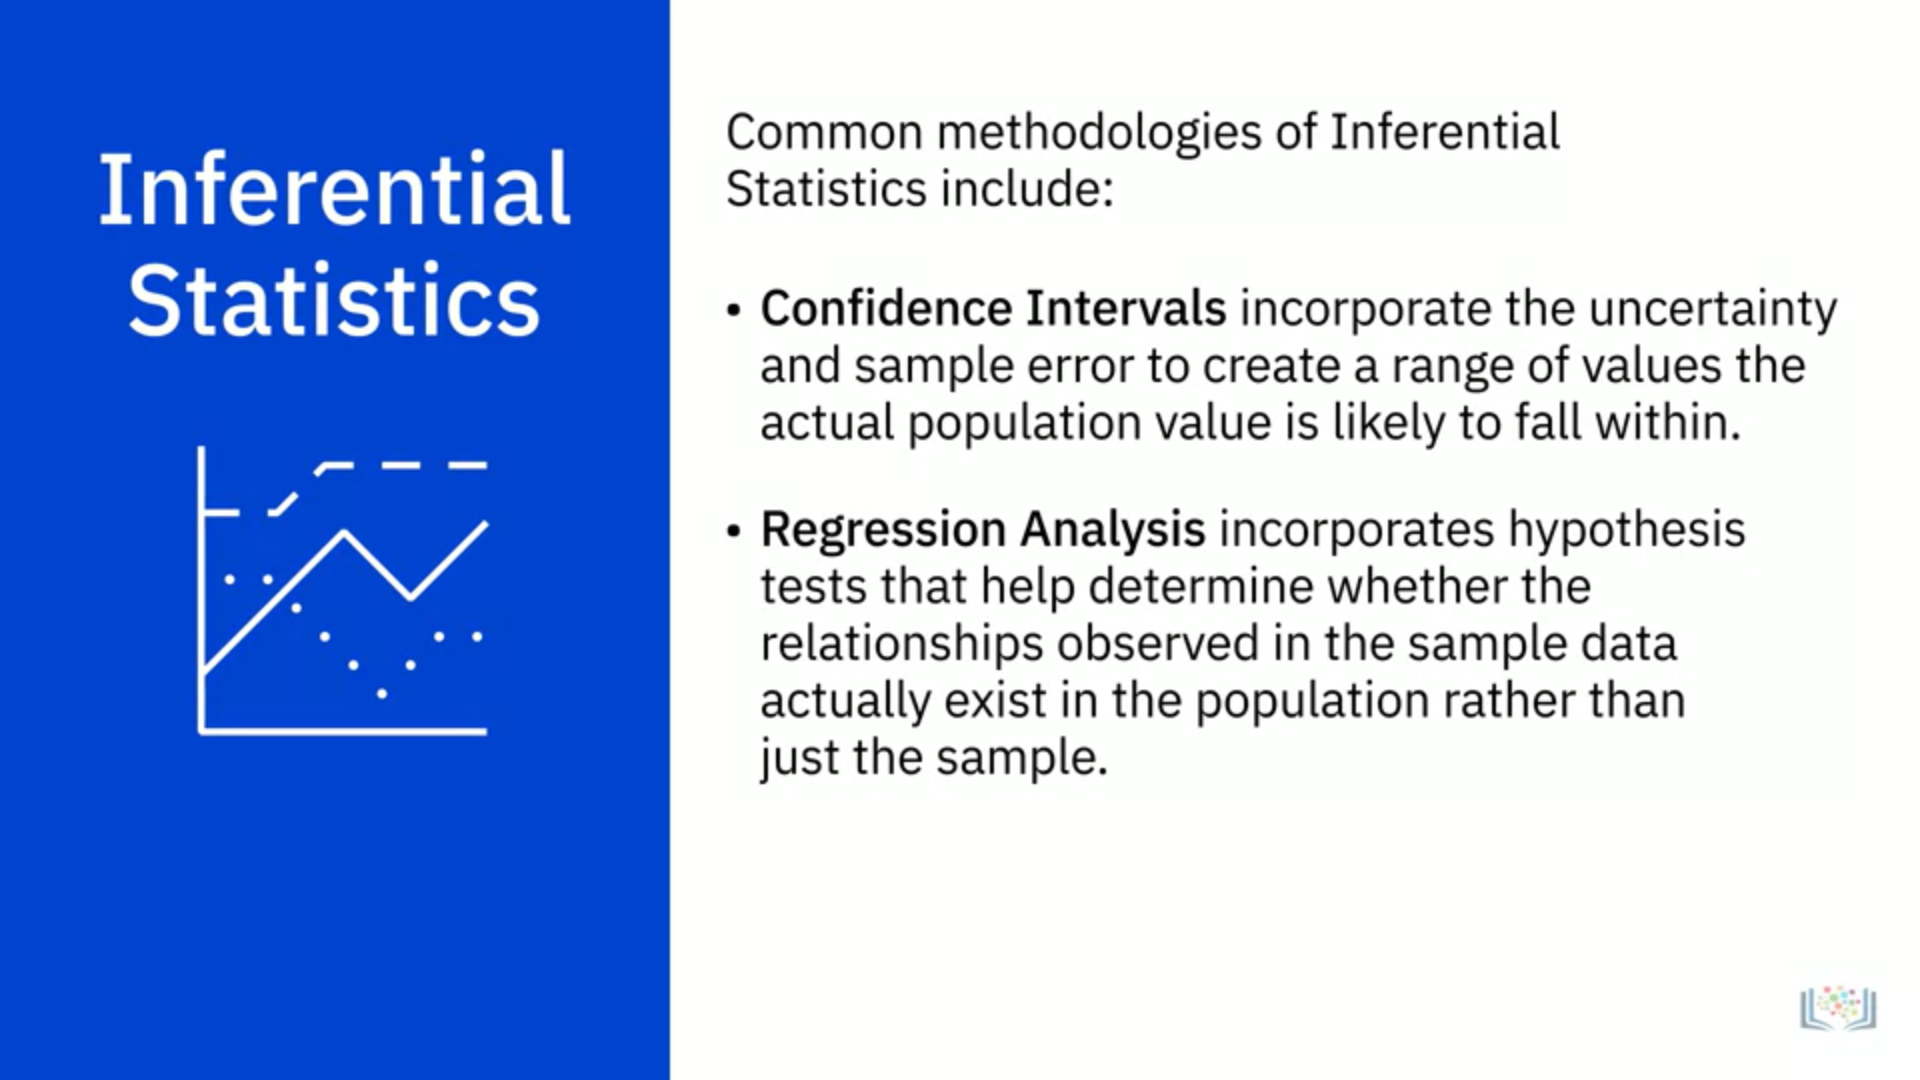 Inferential
Statistics
Common methodologies of Inferential
Statistics include:
• Confidence Intervals incorporate the uncertainty
and sample error to create a range of values the
actual population value is likely to fall within.
• Regression Analysis incorporates hypothesis
tests that help determine whether the
relationships observed in the sample data
actually exist in the population rather than
just the sample.